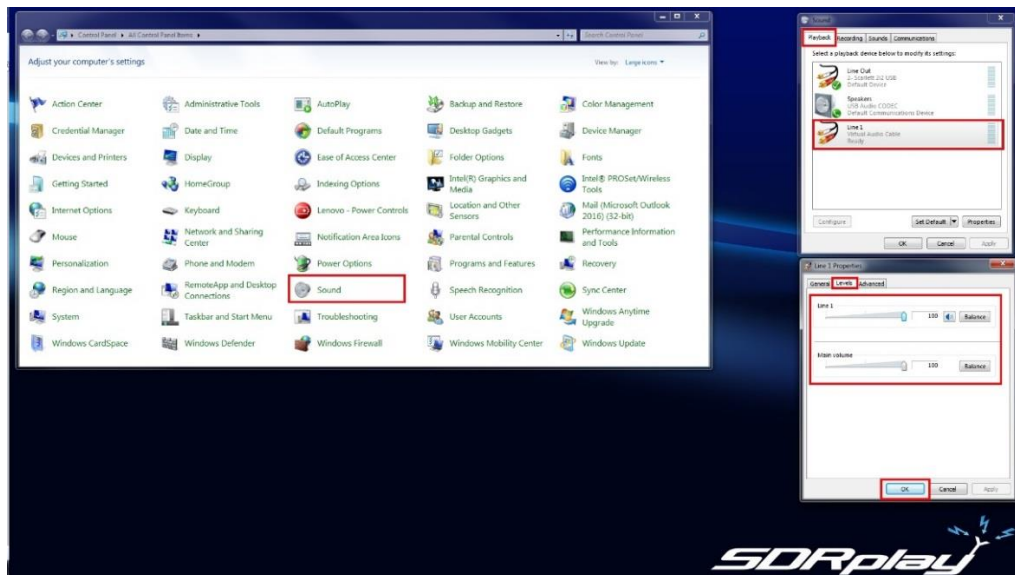 Control Panel ▸ All Control Panel Items ▸
Search Control Panel
Adjust your computer's settings
View by: Large icons
Action Center
Administrative Tools
AutoPlay
Backup and Restore
Color Management
Credential Manager
Date and Time
Default Programs
Desktop Gadgets
Device Manager
Devices and Printers
Display
Ease of Access Center
Folder Options
Fonts
Getting Started
HomeGroup
Indexing Options
Intel(R) Graphics and
Media
Intel® PROSet/Wireless
Tools
Internet Options
Keyboard
Lenovo - Power Controls
Location and Other
Sensors
Mail (Microsoft Outlook
2016) (32-bit)
Mouse
Network and Sharing
Center
Notification Area Icons
Parental Controls
Performance Information
and Tools
Personalization
Phone and Modem
Power Options
Programs and Features
Recovery
Region and Language
RemoteApp and Desktop
Connections
Sound
Speech Recognition
Sync Center
System
Taskbar and Start Menu
Troubleshooting
User Accounts
Windows Anytime
Upgrade
Windows CardSpace
Windows Defender
Windows Firewall
Windows Mobility Center
Windows Update
Sound
Playback Recording Sounds Communications
Select a playback device below to modify its settings:
Line Out
2- Scarlett 2i2 USB
Default Device
Speakers
USB Audio CODEC
Default Communications Device
Line 1
Virtual Audio Cable
Ready
Configure Set Default Properties
OK Cancel Apply
Line 1 Properties
General Levels Advanced
Line 1
100 Balance
Main volume
100 Balance
OK Cancel Apply
SDRplay